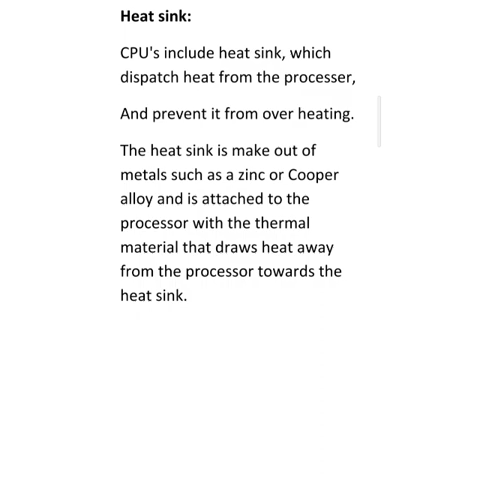 Heat sink:
CPU's include heat sink, which
dispatch heat from the processer,
And prevent it from over heating.
The heat sink is make out of
metals such as a zinc or Cooper
alloy and is attached to the
processor with the thermal
material that draws heat away
from the processor towards the
heat sink.